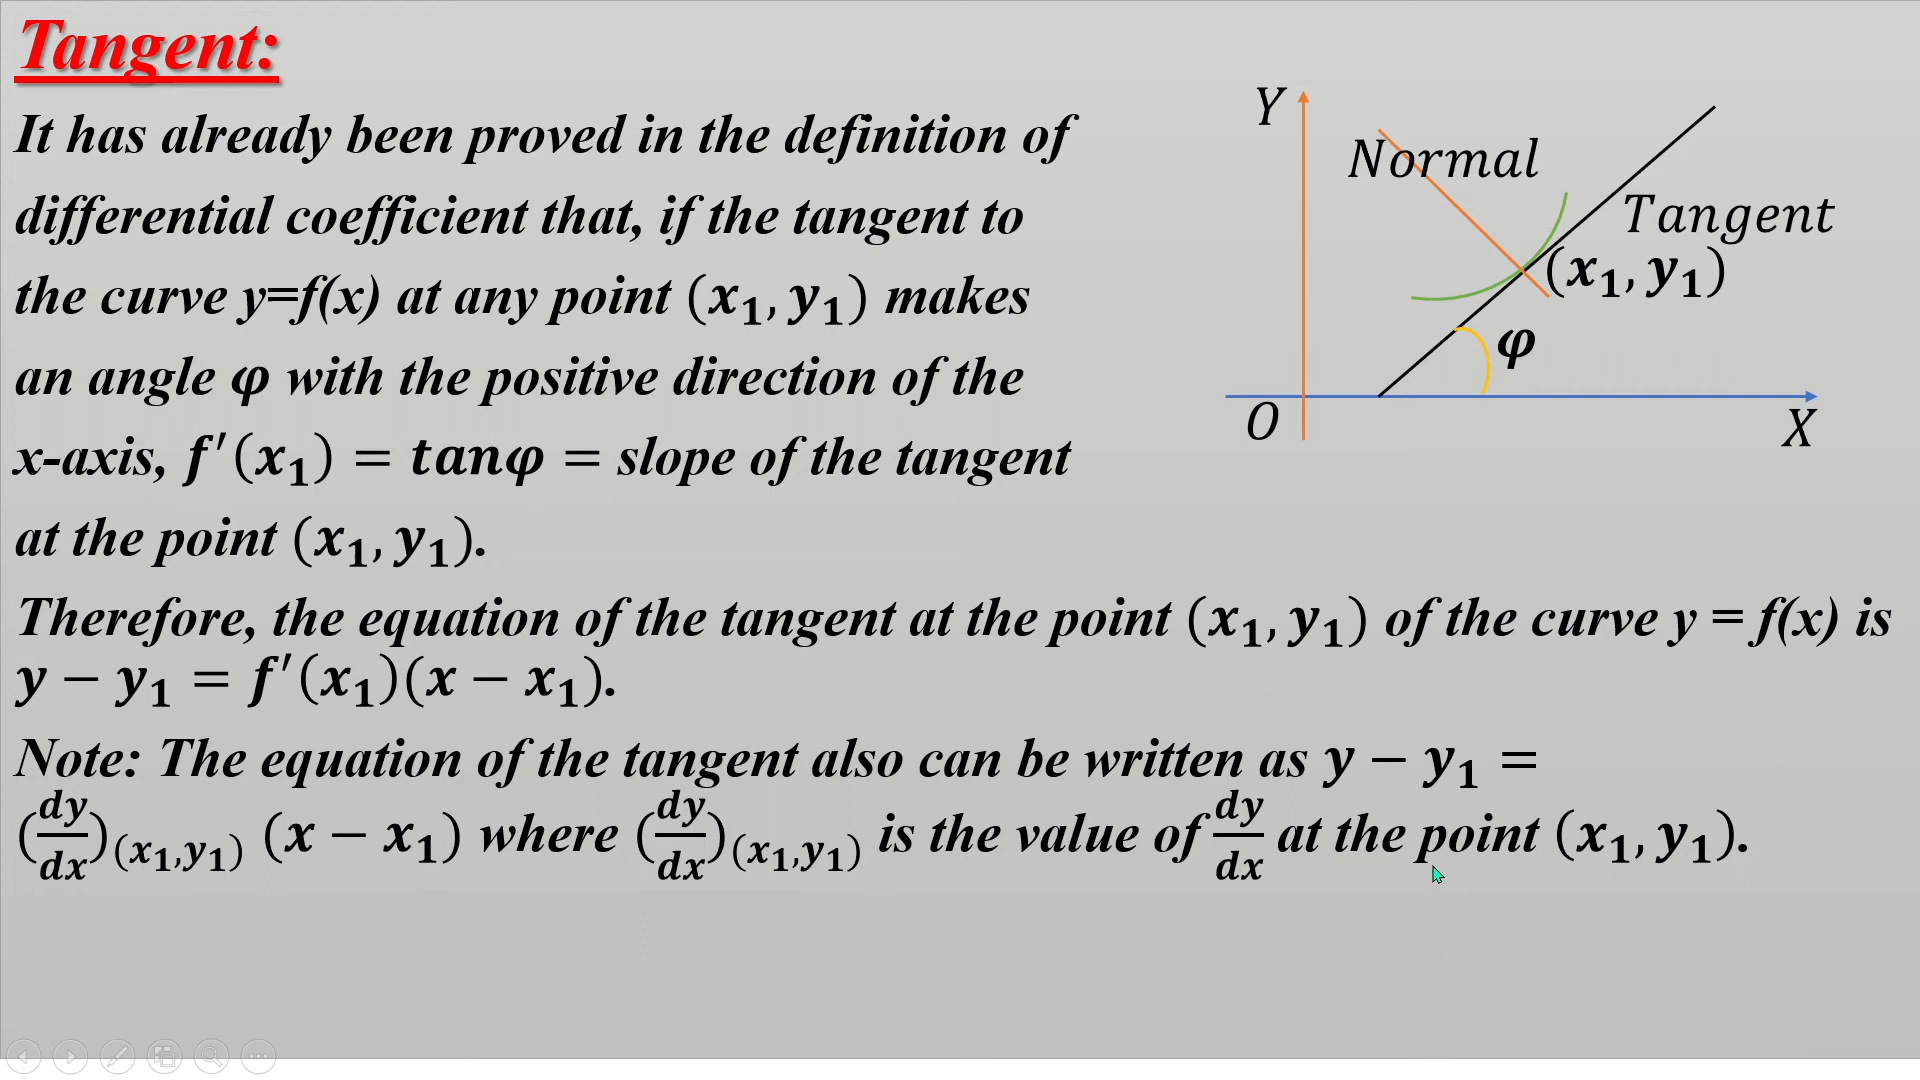 Tangent:
It has already been proved in the definition of
differential coefficient that, if the tangent to
the curve y=f(x) at any point (x₁, y₁) makes
an angle φ with the positive direction of the
x-axis, f′(x₁) = tanφ = slope of the tangent
at the point (x₁, y₁).
Therefore, the equation of the tangent at the point (x₁, y₁) of the curve y = f(x) is
y − y₁ = f′(x₁)(x − x₁).
Note: The equation of the tangent also can be written as y − y₁ =
(dy/dx)₍x₁,y₁₎ (x − x₁) where (dy/dx)₍x₁,y₁₎ is the value of dy/dx at the point (x₁, y₁).
Y
Normal
Tangent
(x₁, y₁)
φ
O
X